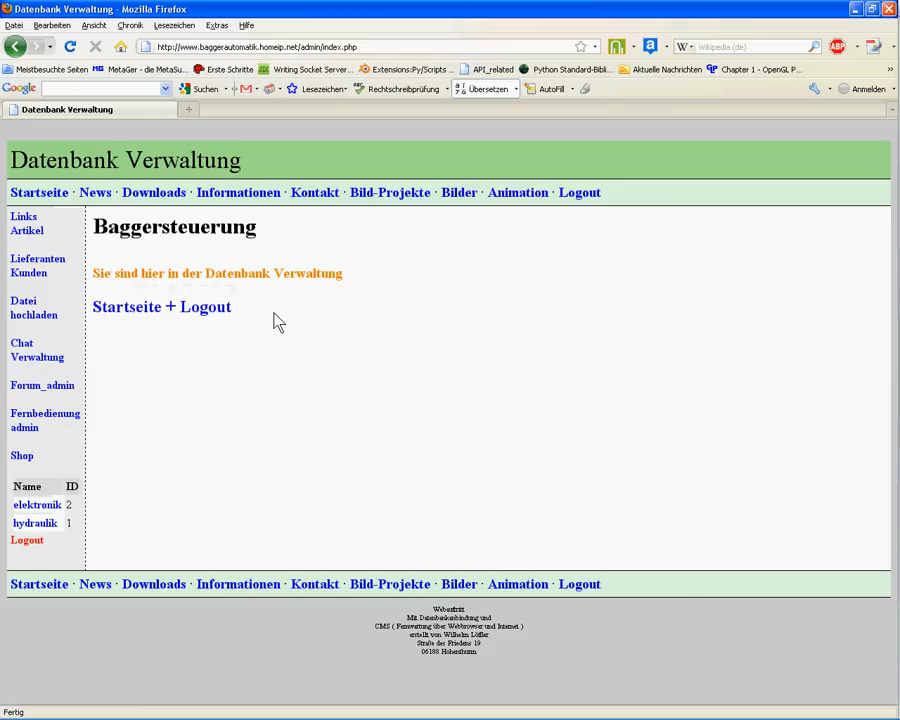 Datenbank Verwaltung - Mozilla Firefox
Datei Bearbeiten Ansicht Chronik Lesezeichen Extras Hilfe
http://www.baggerautomatik.homeip.net/admin/index.php
W Wikipedia (de)
ABP
Meistbesuchte Seiten MG MetaGer - die MetaSu... Erste Schritte Writing Socket Server... Extensions:Py/Scripts ... API_related Python Standard-Bibli... Aktuelle Nachrichten Chapter 1 - OpenGL P... »
Google Suchen Lesezeichen Rechtschreibprüfung Übersetzen AutoFill Anmelden
Datenbank Verwaltung
Datenbank Verwaltung
Startseite · News · Downloads · Informationen · Kontakt · Bild-Projekte · Bilder · Animation · Logout
Links
Artikel
Lieferanten
Kunden
Datei
hochladen
Chat
Verwaltung
Forum_admin
Fernbedienung
admin
Shop
Name ID
elektronik 2
hydraulik 1
Logout
Baggersteuerung
Sie sind hier in der Datenbank Verwaltung
Startseite + Logout
Startseite · News · Downloads · Informationen · Kontakt · Bild-Projekte · Bilder · Animation · Logout
Webauftritt
Mit Datenbankanbindung und
CMS ( Fernwartung über Webbrowser und Internet )
erstellt von Wilhelm Löffler
Straße des Friedens 19
06188 Hohenthurm
Fertig